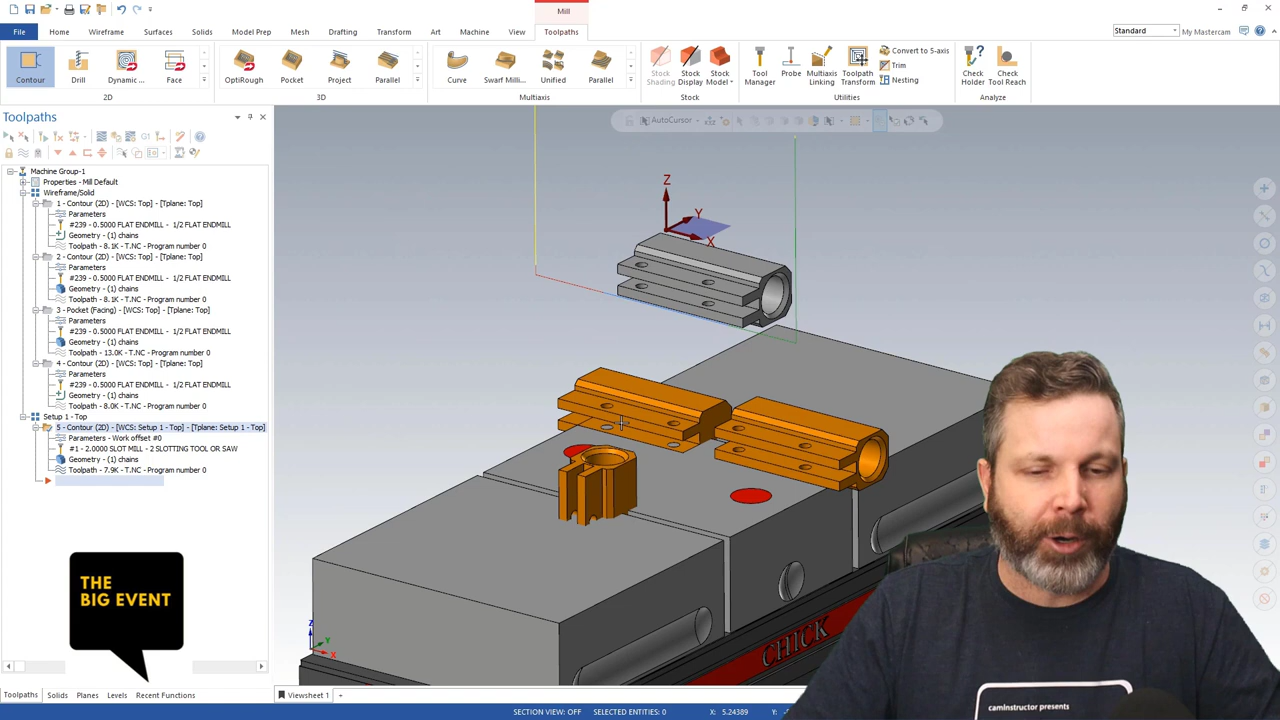 Mill
File
Home
Wireframe
Surfaces
Solids
Model Prep
Mesh
Drafting
Transform
Art
Machine
View
Toolpaths
Standard
My Mastercam
Contour
Drill
Dynamic ...
Face
OptiRough
Pocket
Project
Parallel
Curve
Swarf Milli...
Unified
Parallel
Stock Shading
Stock Display
Stock Model
Tool Manager
Probe
Multiaxis Linking
Toolpath Transform
Convert to 5-axis
Trim
Nesting
Check Holder
Check Tool Reach
2D
3D
Multiaxis
Stock
Utilities
Analyze
Toolpaths
AutoCursor
G1
Machine Group-1
Properties - Mill Default
Wireframe/Solid
1 - Contour (2D) - [WCS: Top] - [Tplane: Top]
Parameters
#239 - 0.5000 FLAT ENDMILL - 1/2 FLAT ENDMILL
Geometry - (1) chains
Toolpath - 8.1K - T.NC - Program number 0
2 - Contour (2D) - [WCS: Top] - [Tplane: Top]
Parameters
#239 - 0.5000 FLAT ENDMILL - 1/2 FLAT ENDMILL
Geometry - (1) chains
Toolpath - 8.1K - T.NC - Program number 0
3 - Pocket (Facing) - [WCS: Top] - [Tplane: Top]
Parameters
#239 - 0.5000 FLAT ENDMILL - 1/2 FLAT ENDMILL
Geometry - (1) chains
Toolpath - 13.0K - T.NC - Program number 0
4 - Contour (2D) - [WCS: Top] - [Tplane: Top]
Parameters
#239 - 0.5000 FLAT ENDMILL - 1/2 FLAT ENDMILL
Geometry - (1) chains
Toolpath - 8.0K - T.NC - Program number 0
Setup 1 - Top
5 - Contour (2D) - [WCS: Setup 1 - Top] - [Tplane: Setup 1 - Top]
Parameters - Work offset #0
#1 - 2.0000 SLOT MILL - 2 SLOTTING TOOL OR SAW
Geometry - (1) chains
Toolpath - 7.9K - T.NC - Program number 0
Z
Y
X
THE
BIG EVENT
CHICK
Z
Y
X
caminstructor presents
Toolpaths
Solids
Planes
Levels
Recent Functions
Viewsheet 1
+
SECTION VIEW: OFF
SELECTED ENTITIES: 0
X: 5.24389
Y: